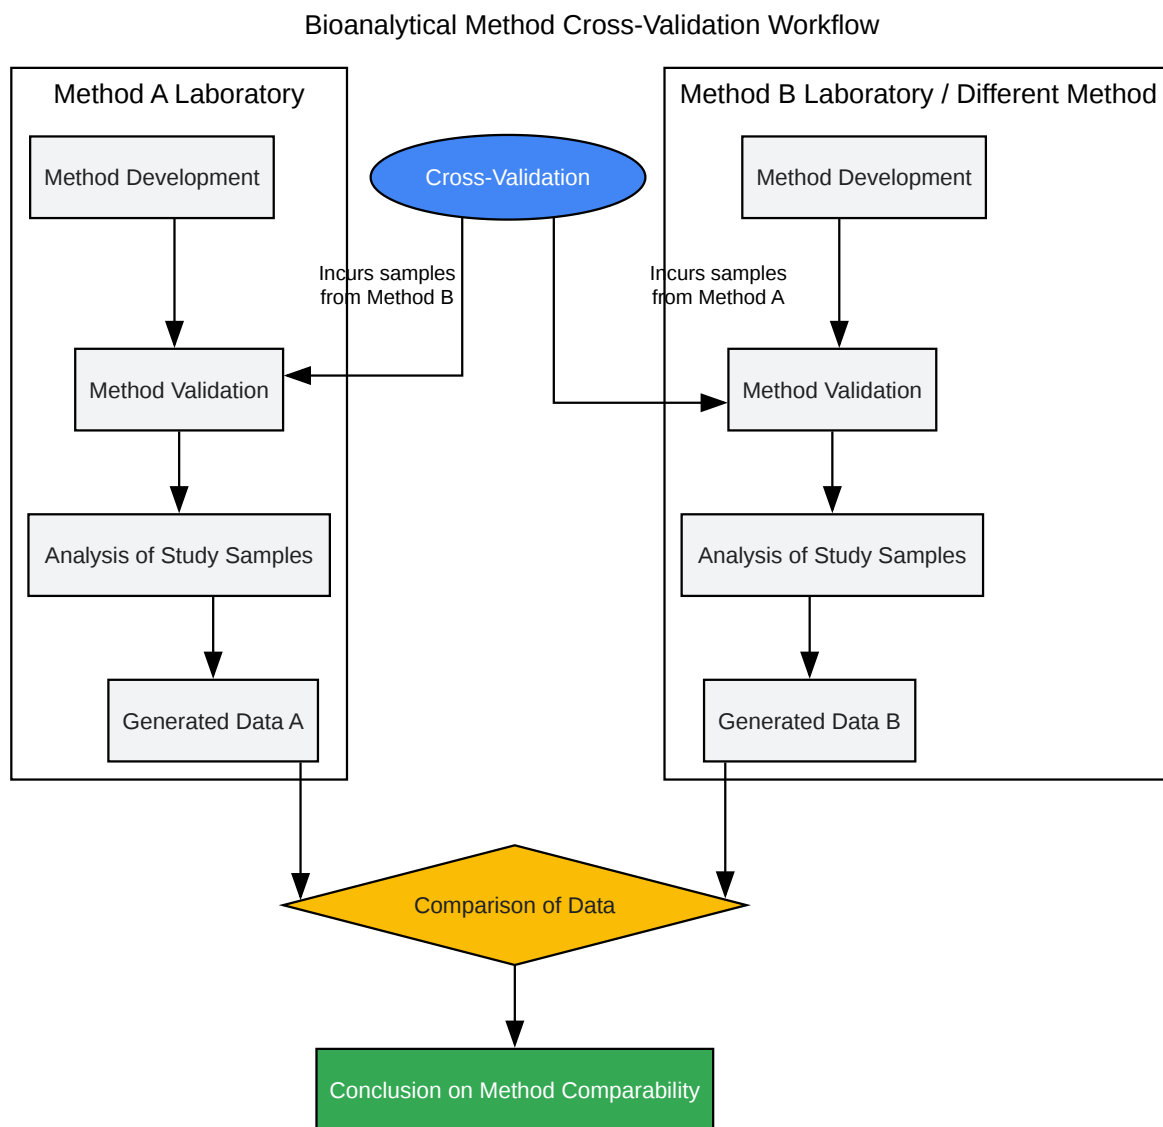 Bioanalytical Method Cross-Validation Workflow
Method A Laboratory
Method B Laboratory / Different Method
Method Development
Cross-Validation
Method Development
Incurs samples
from Method B
Incurs samples
from Method A
Method Validation
Method Validation
Analysis of Study Samples
Analysis of Study Samples
Generated Data A
Generated Data B
Comparison of Data
Conclusion on Method Comparability